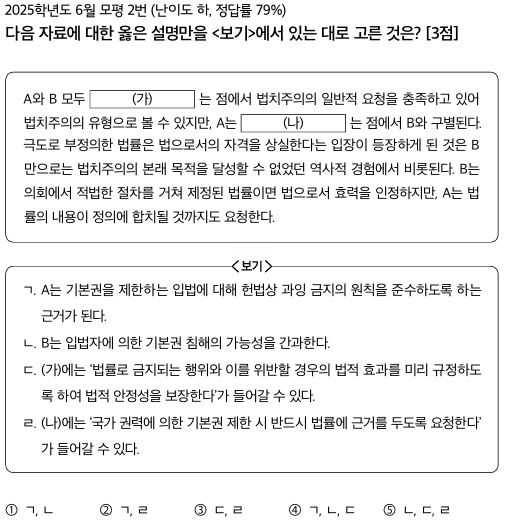 2025학년도 6월 모평 2번 (난이도 하, 정답률 79%)
다음 자료에 대한 옳은 설명만을 <보기>에서 있는 대로 고른 것은? [3점]
A와 B 모두 (가) 는 점에서 법치주의의 일반적 요청을 충족하고 있어
법치주의의 유형으로 볼 수 있지만, A는 (나) 는 점에서 B와 구별된다.
극도로 부정의한 법률은 법으로서의 자격을 상실한다는 입장이 등장하게 된 것은 B
만으로는 법치주의의 본래 목적을 달성할 수 없었던 역사적 경험에서 비롯된다. B는
의회에서 적법한 절차를 거쳐 제정된 법률이면 법으로서 효력을 인정하지만, A는 법
률의 내용이 정의에 합치될 것까지도 요청한다.
<보기>
ㄱ. A는 기본권을 제한하는 입법에 대해 헌법상 과잉 금지의 원칙을 준수하도록 하는
근거가 된다.
ㄴ. B는 입법자에 의한 기본권 침해의 가능성을 간과한다.
ㄷ. (가)에는 ‘법률로 금지되는 행위와 이를 위반할 경우의 법적 효과를 미리 규정하도
록 하여 법적 안정성을 보장한다’가 들어갈 수 있다.
ㄹ. (나)에는 ‘국가 권력에 의한 기본권 제한 시 반드시 법률에 근거를 두도록 요청한다’
가 들어갈 수 있다.
① ㄱ, ㄴ ② ㄱ, ㄹ ③ ㄷ, ㄹ ④ ㄱ, ㄴ, ㄷ ⑤ ㄴ, ㄷ, ㄹ